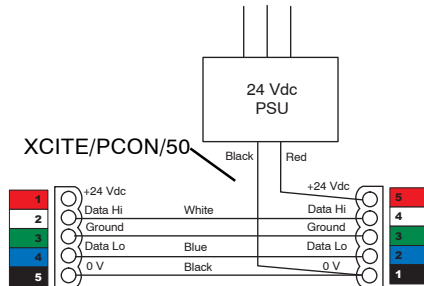 24 Vdc
PSU
XCITE/PCON/50
Black Red
+24 Vdc +24 Vdc
1 5
Data Hi White Data Hi
2 4
Ground Ground
3 3
Data Lo Blue Data Lo
4 2
0 V Black 0 V
5 1